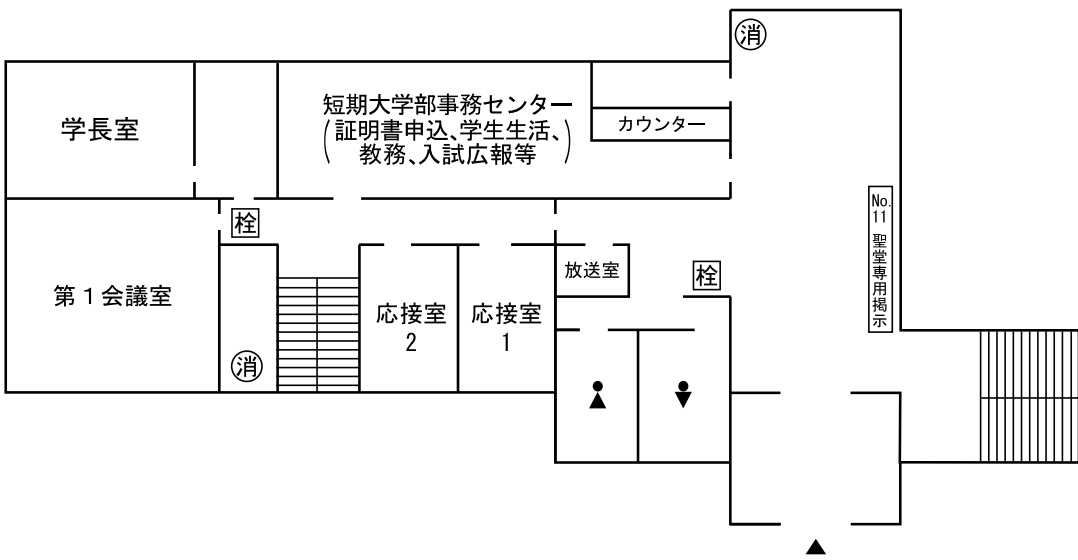 消
学長室
短期大学部事務センター
(証明書申込、学生生活、
教務、入試広報等)
カウンター
栓
No.
11
聖堂専用掲示
第1会議室
放送室
栓
応接室
2
応接室
1
消